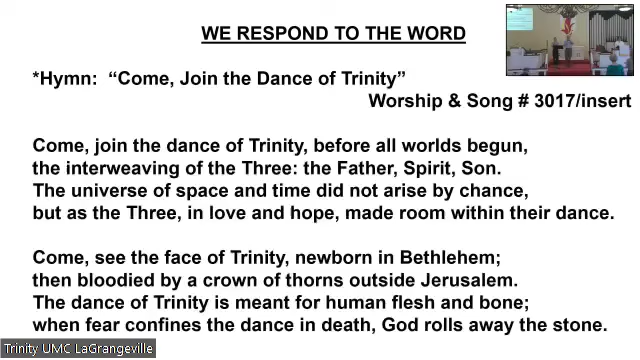 WE RESPOND TO THE WORD
*Hymn:  “Come, Join the Dance of Trinity”
Worship & Song # 3017/insert
Come, join the dance of Trinity, before all worlds begun,
the interweaving of the Three: the Father, Spirit, Son.
The universe of space and time did not arise by chance,
but as the Three, in love and hope, made room within their dance.
Come, see the face of Trinity, newborn in Bethlehem;
then bloodied by a crown of thorns outside Jerusalem.
The dance of Trinity is meant for human flesh and bone;
when fear confines the dance in death, God rolls away the stone.
Trinity UMC LaGrangeville